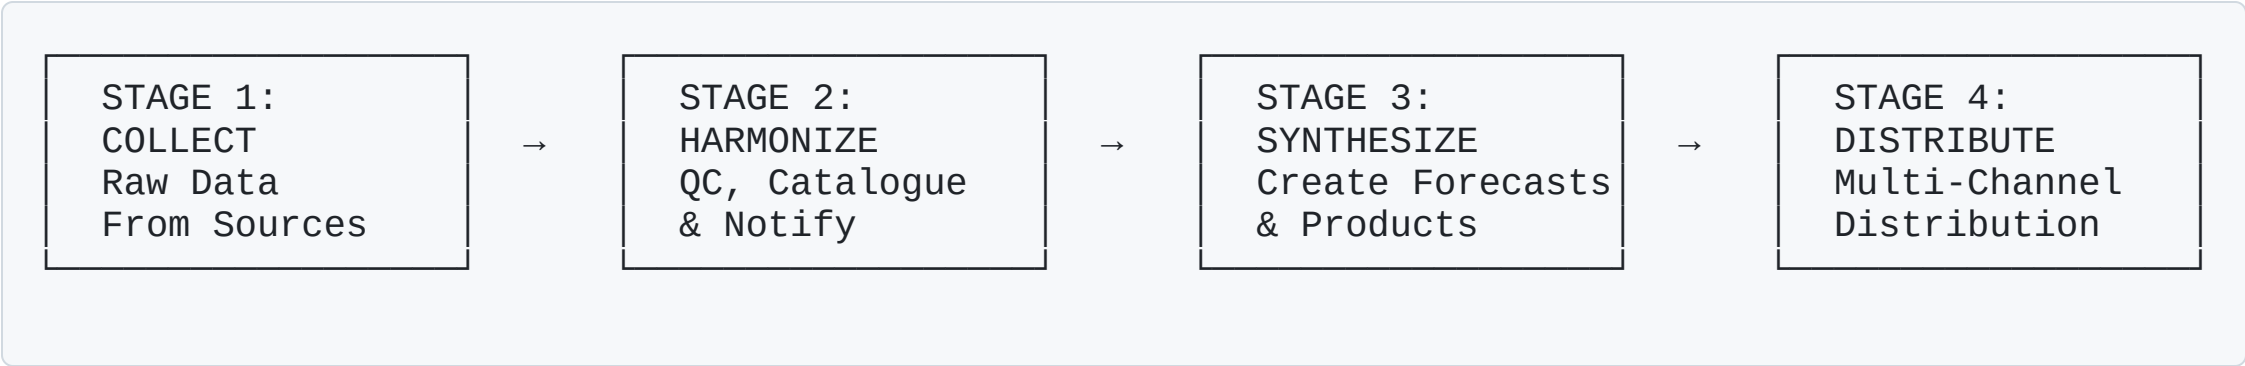 STAGE 1:
COLLECT
Raw Data
From Sources
→
STAGE 2:
HARMONIZE
QC, Catalogue
& Notify
→
STAGE 3:
SYNTHESIZE
Create Forecasts
& Products
→
STAGE 4:
DISTRIBUTE
Multi-Channel
Distribution